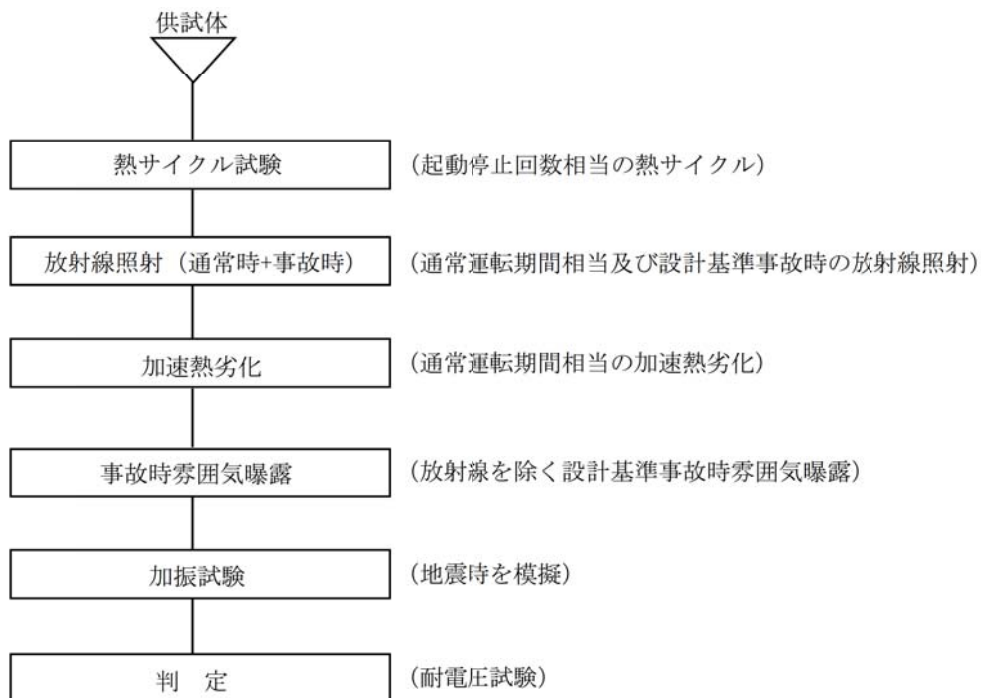 供試体
熱サイクル試験 (起動停止回数相当の熱サイクル)
放射線照射（通常時+事故時） (通常運転期間相当及び設計基準事故時の放射線照射)
加速熱劣化 (通常運転期間相当の加速熱劣化)
事故時雰囲気曝露 (放射線を除く設計基準事故時雰囲気曝露)
加振試験 (地震時を模擬)
判　定 (耐電圧試験)